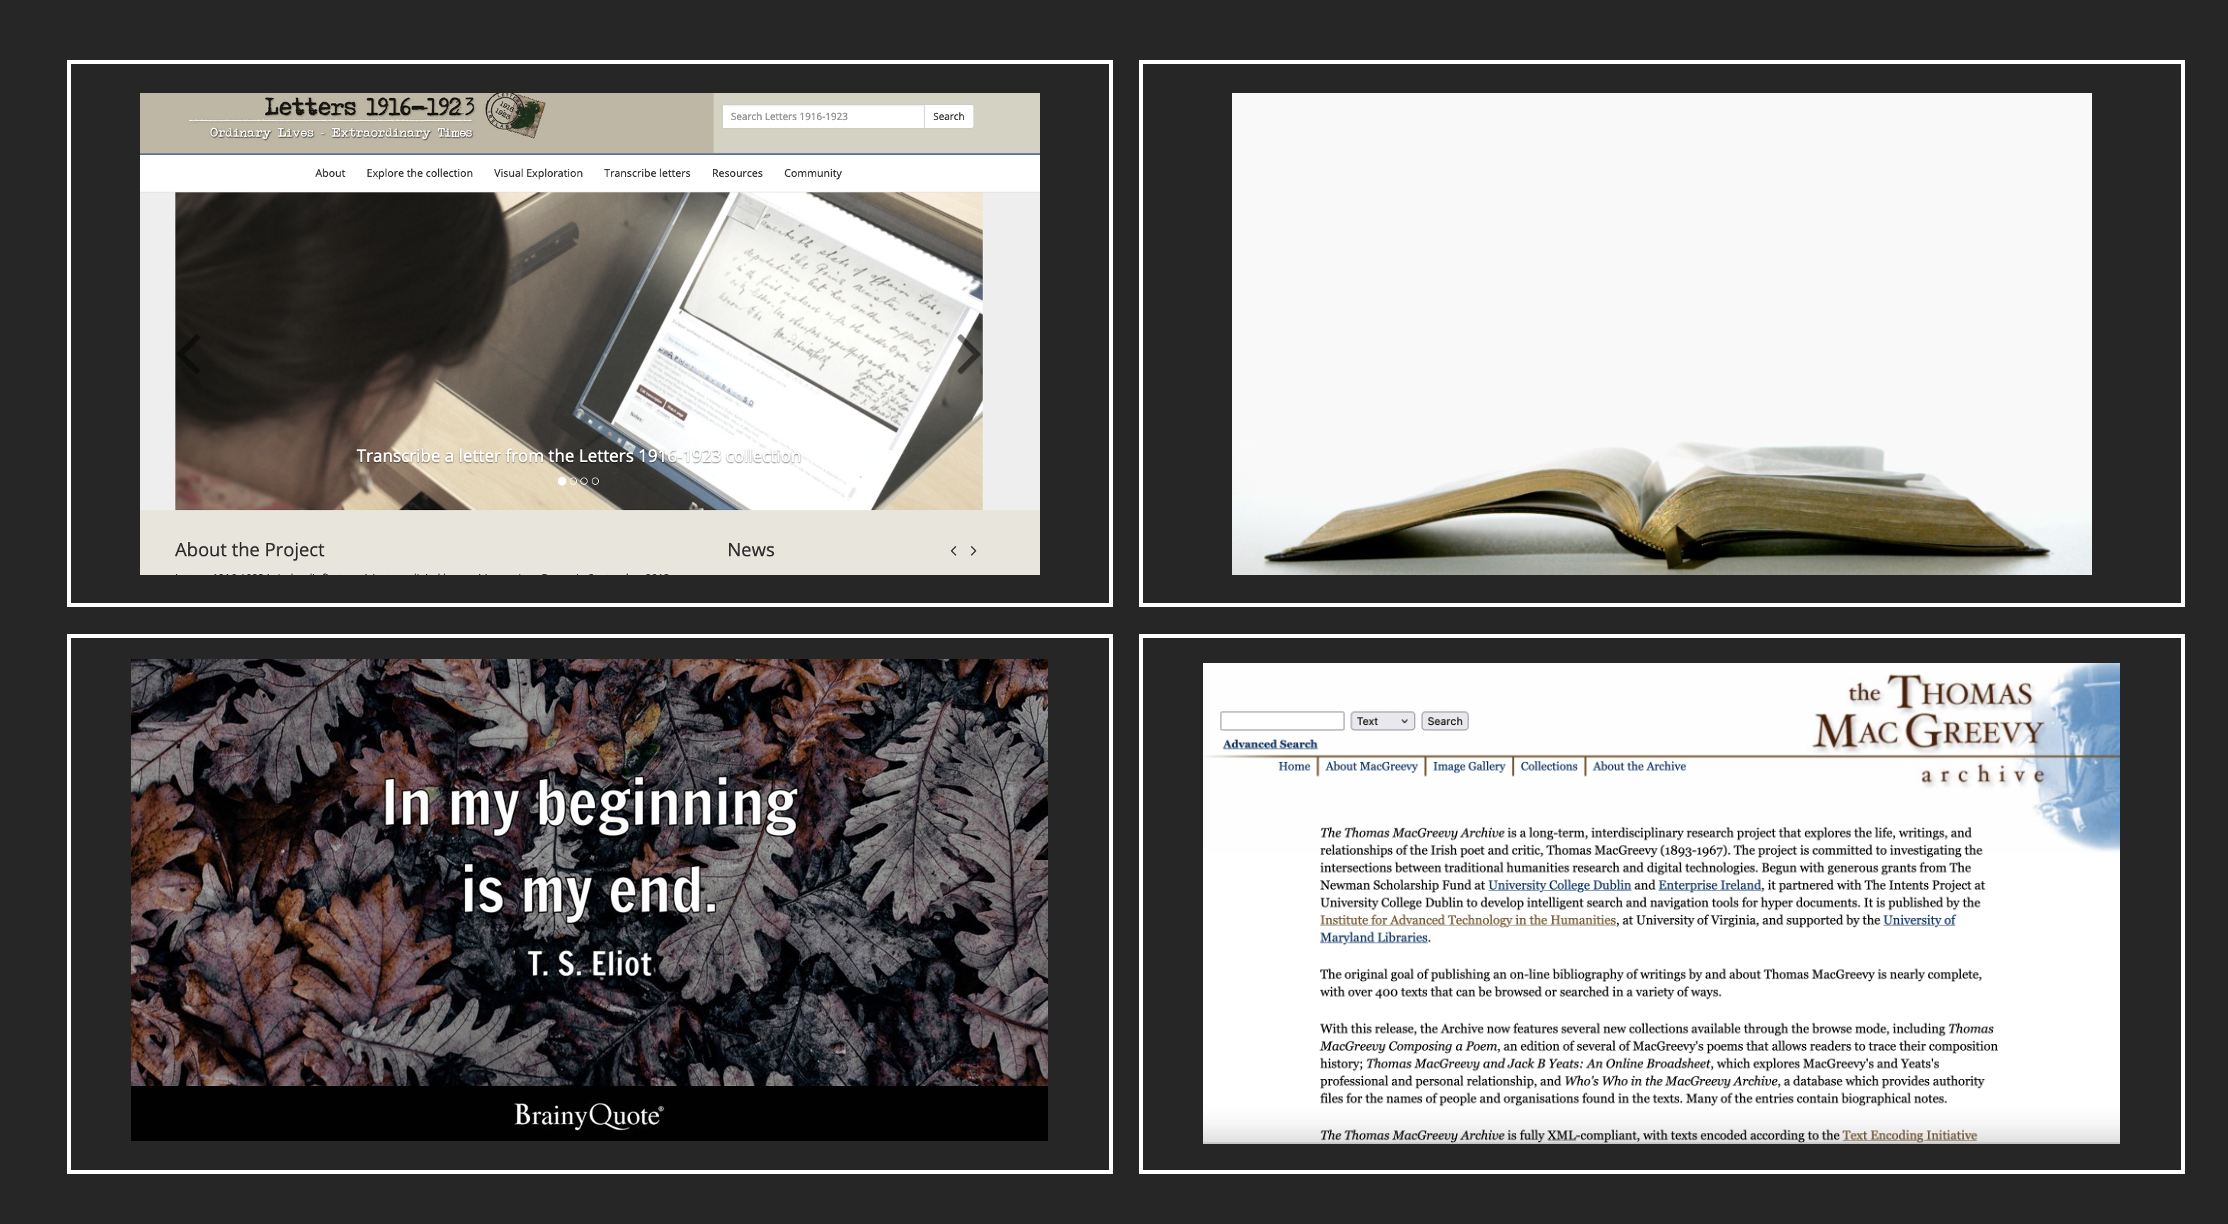 Letters 1916-1923
Ordinary Lives - Extraordinary Times
Search Letters 1916-1923
Search
About
Explore the collection
Visual Exploration
Transcribe letters
Resources
Community
Transcribe a letter from the Letters 1916-1923 collection
About the Project
News
In my beginning
is my end.
T. S. Eliot
BrainyQuote®
the THOMAS
MACGREEVY
archive
Text
Search
Advanced Search
Home
About MacGreevy
Image Gallery
Collections
About the Archive
The Thomas MacGreevy Archive is a long-term, interdisciplinary research project that explores the life, writings, and
relationships of the Irish poet and critic, Thomas MacGreevy (1893-1967). The project is committed to investigating the
intersections between traditional humanities research and digital technologies. Begun with generous grants from The
Newman Scholarship Fund at University College Dublin and Enterprise Ireland, it partnered with The Intents Project at
University College Dublin to develop intelligent search and navigation tools for hyper documents. It is published by the
Institute for Advanced Technology in the Humanities, at University of Virginia, and supported by the University of
Maryland Libraries.
The original goal of publishing an on-line bibliography of writings by and about Thomas MacGreevy is nearly complete,
with over 400 texts that can be browsed or searched in a variety of ways.
With this release, the Archive now features several new collections available through the browse mode, including Thomas
MacGreevy Composing a Poem, an edition of several of MacGreevy's poems that allows readers to trace their composition
history; Thomas MacGreevy and Jack B Yeats: An Online Broadsheet, which explores MacGreevy's and Yeats's
professional and personal relationship, and Who's Who in the MacGreevy Archive, a database which provides authority
files for the names of people and organisations found in the texts. Many of the entries contain biographical notes.
The Thomas MacGreevy Archive is fully XML-compliant, with texts encoded according to the Text Encoding Initiative